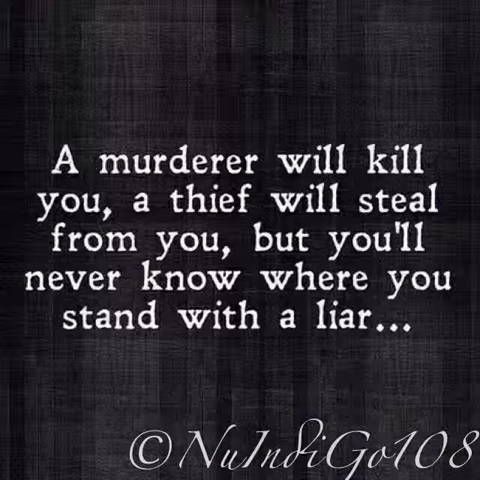 A murderer will kill
you, a thief will steal
from you, but you'll
never know where you
stand with a liar...
©NuIndiGo108